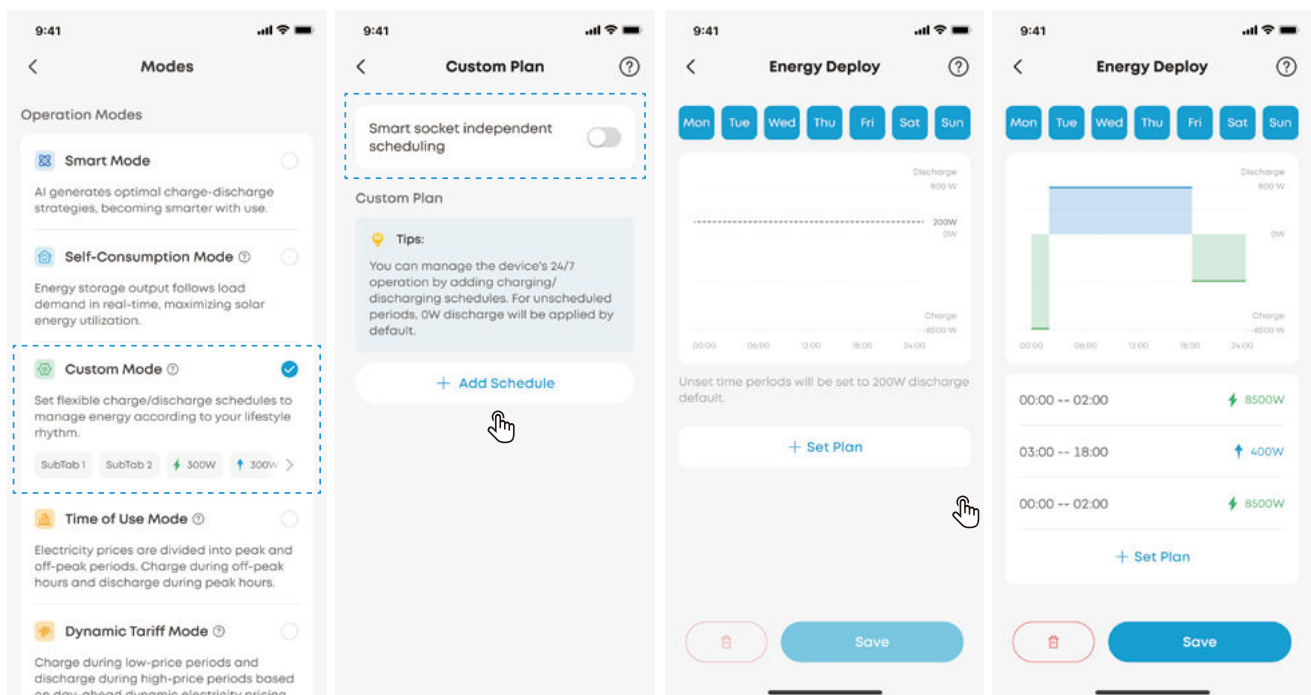 9:41
Modes
Operation Modes
Smart Mode
AI generates optimal charge-discharge
strategies, becoming smarter with use.
Self-Consumption Mode
Energy storage output follows load
demand in real-time, maximizing solar
energy utilization.
Custom Mode
Set flexible charge/discharge schedules to
manage energy according to your lifestyle
rhythm.
SubTab 1 SubTab 2 300W 300W
Time of Use Mode
Electricity prices are divided into peak and
off-peak periods. Charge during off-peak
hours and discharge during peak hours.
Dynamic Tariff Mode
Charge during low-price periods and
discharge during high-price periods based
on day-ahead dynamic electricity pricing
9:41
Custom Plan
Smart socket independent
scheduling
Custom Plan
Tips:
You can manage the device's 24/7
operation by adding charging/
discharging schedules. For unscheduled
periods, 0W discharge will be applied by
default.
+ Add Schedule
9:41
Energy Deploy
Mon Tue Wed Thu Fri Sat Sun
Discharge
800 W
200W
0W
Charge
-8500 W
00:00 06:00 12:00 18:00 24:00
Unset time periods will be set to 200W discharge
default.
+ Set Plan
Save
9:41
Energy Deploy
Mon Tue Wed Thu Fri Sat Sun
Discharge
800 W
0W
Charge
-8500 W
00:00 06:00 12:00 18:00 24:00
00:00 -- 02:00 8500W
03:00 -- 18:00 400W
00:00 -- 02:00 8500W
+ Set Plan
Save